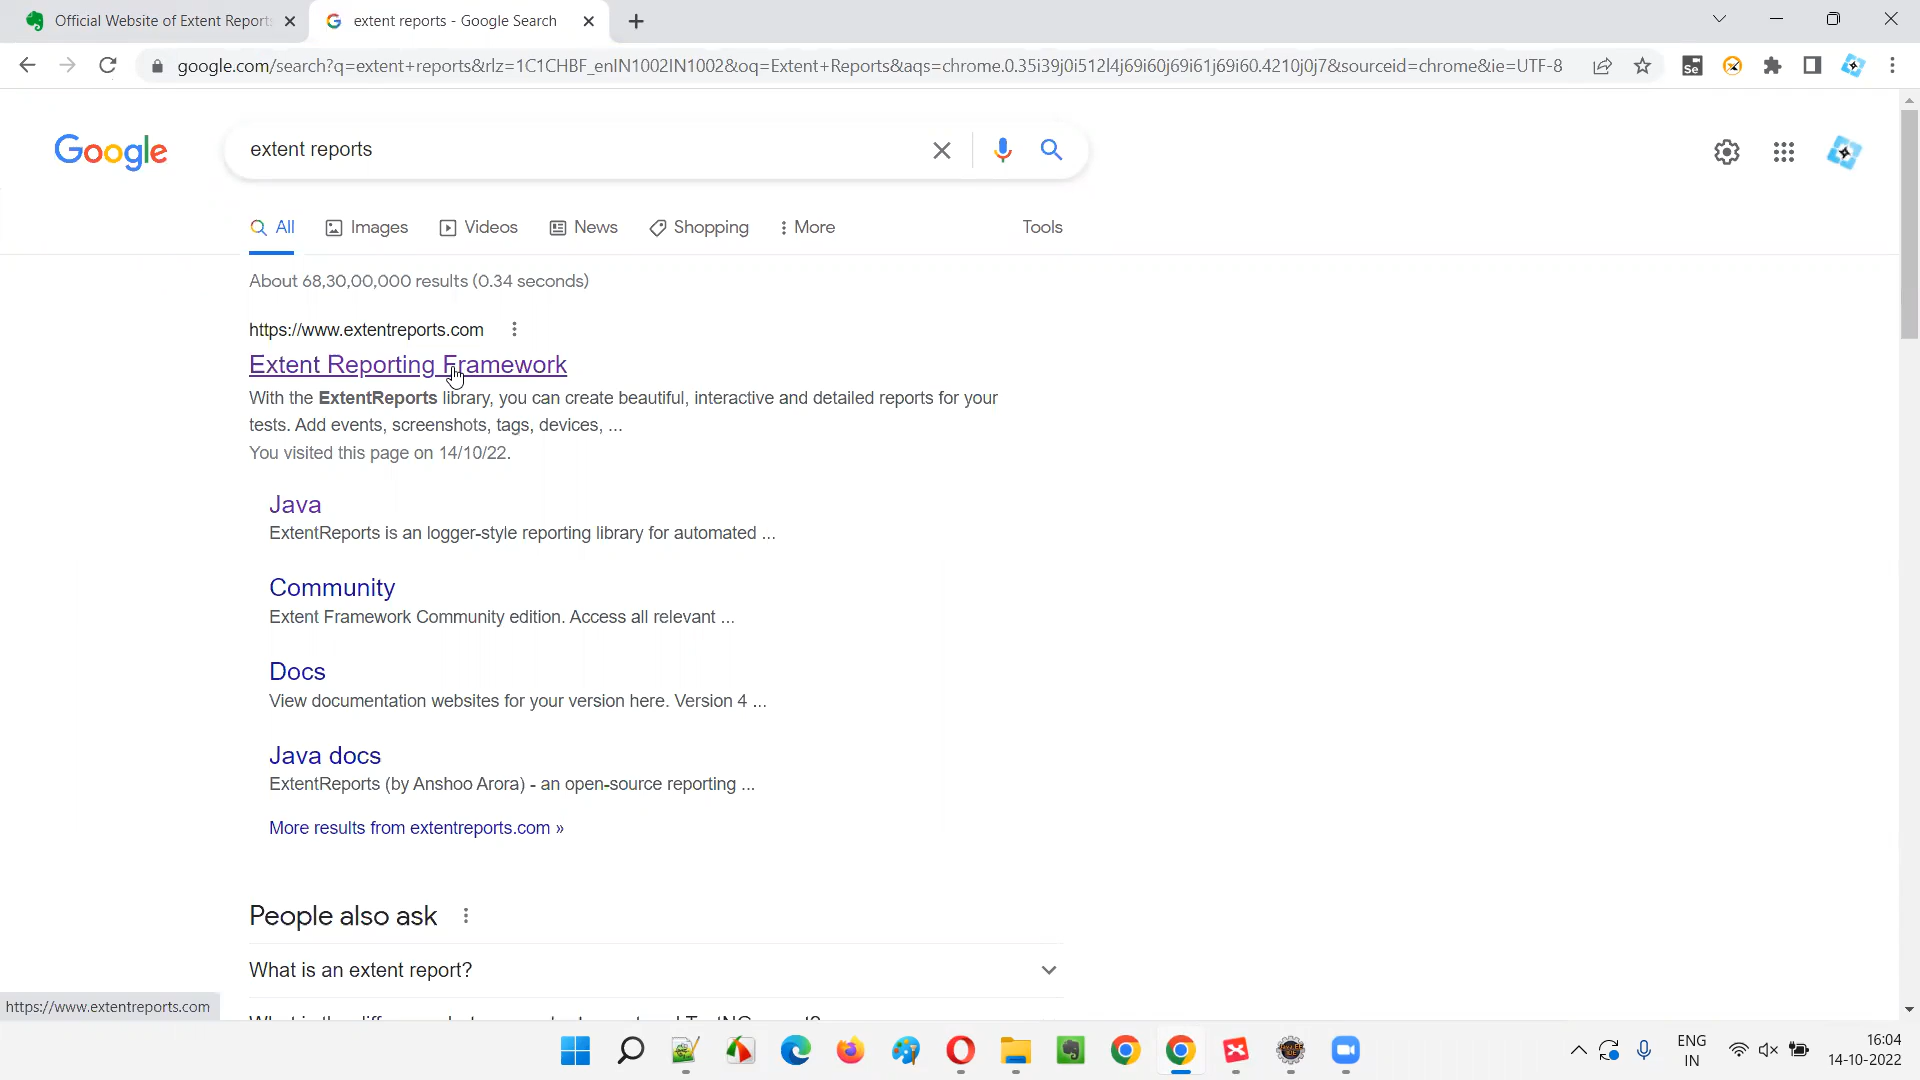 Official Website of Extent Report
extent reports - Google Search
google.com/search?q=extent+reports&rlz=1C1CHBF_enIN1002IN1002&oq=Extent+Reports&aqs=chrome.0.35i39j0i512l4j69i60j69i61j69i60.4210j0j7&sourceid=chrome&ie=UTF-8
Google
extent reports
All
Images
Videos
News
Shopping
More
Tools
About 68,30,00,000 results (0.34 seconds)
https://www.extentreports.com
Extent Reporting Framework
With the ExtentReports library, you can create beautiful, interactive and detailed reports for your
tests. Add events, screenshots, tags, devices, ...
You visited this page on 14/10/22.
Java
ExtentReports is an logger-style reporting library for automated ...
Community
Extent Framework Community edition. Access all relevant ...
Docs
View documentation websites for your version here. Version 4 ...
Java docs
ExtentReports (by Anshoo Arora) - an open-source reporting ...
More results from extentreports.com »
People also ask
What is an extent report?
https://www.extentreports.com
ENG
IN
16:04
14-10-2022